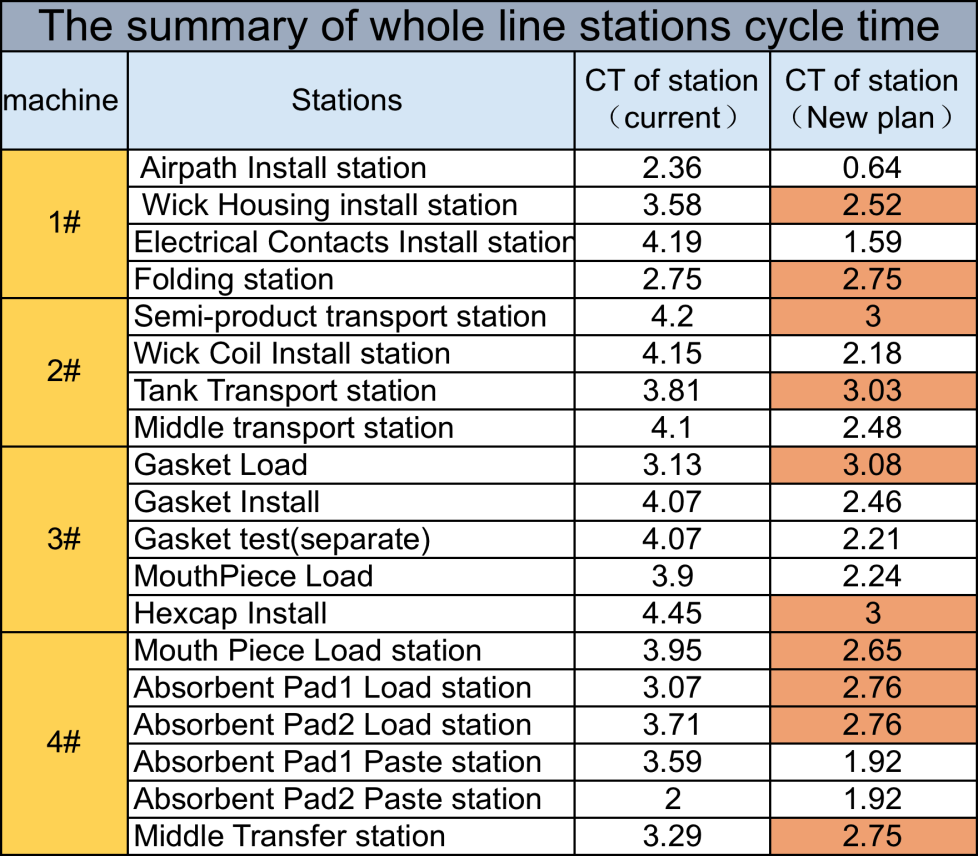 The summary of whole line stations cycle time
machine Stations CT of station （current） CT of station （New plan）
1#
Airpath Install station 2.36 0.64
Wick Housing install station 3.58 2.52
Electrical Contacts Install station 4.19 1.59
Folding station 2.75 2.75
2#
Semi-product transport station 4.2 3
Wick Coil Install station 4.15 2.18
Tank Transport station 3.81 3.03
Middle transport station 4.1 2.48
3#
Gasket Load 3.13 3.08
Gasket Install 4.07 2.46
Gasket test(separate) 4.07 2.21
MouthPiece Load 3.9 2.24
Hexcap Install 4.45 3
4#
Mouth Piece Load station 3.95 2.65
Absorbent Pad1 Load station 3.07 2.76
Absorbent Pad2 Load station 3.71 2.76
Absorbent Pad1 Paste station 3.59 1.92
Absorbent Pad2 Paste station 2 1.92
Middle Transfer station 3.29 2.75